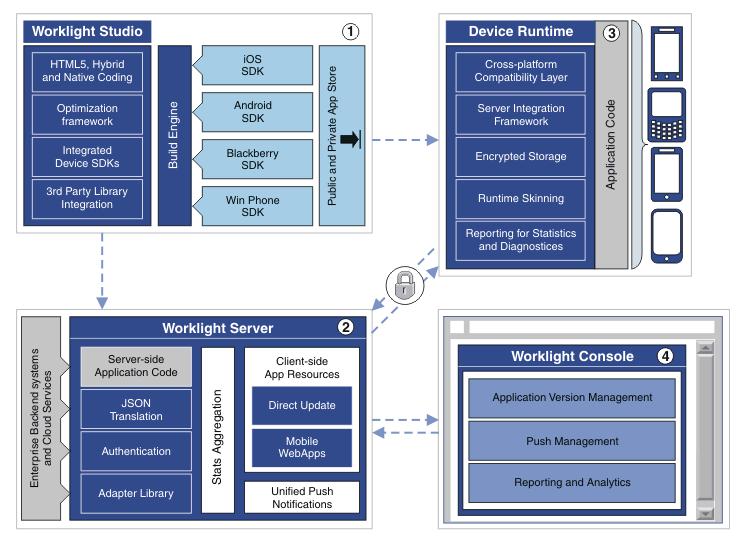 Worklight Studio
1
HTML5, Hybrid
and Native Coding
Optimization
framework
Integrated
Device SDKs
3rd Party Library
Integration
Build Engine
iOS
SDK
Android
SDK
Blackberry
SDK
Win Phone
SDK
Public and Private App Store
Device Runtime
3
Cross-platform
Compatibility Layer
Server Integration
Framework
Encrypted Storage
Runtime Skinning
Reporting for Statistics
and Diagnostices
Application Code
Enterprise Backend systems
and Cloud Services
Worklight Server
2
Server-side
Application Code
JSON
Translation
Authentication
Adapter Library
Stats Aggregation
Client-side
App Resources
Direct Update
Mobile
WebApps
Unified Push
Notifications
Worklight Console
4
Application Version Management
Push Management
Reporting and Analytics